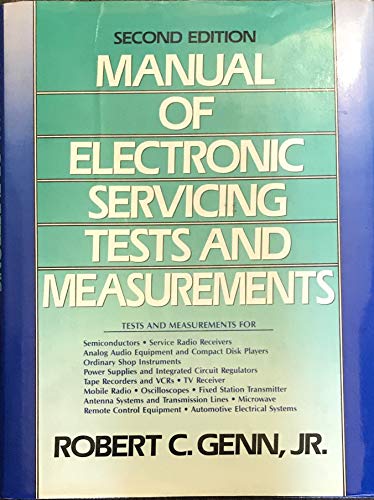 SECOND EDITION
MANUAL
OF
ELECTRONIC
SERVICING
TESTS AND
MEASUREMENTS
TESTS AND MEASUREMENTS FOR
Semiconductors • Service Radio Receivers
Analog Audio Equipment and Compact Disk Players
Ordinary Shop Instruments
Power Supplies and Integrated Circuit Regulators
Tape Recorders and VCRs • TV Receiver
Mobile Radio • Oscilloscopes • Fixed Station Transmitter
Antenna Systems and Transmission Lines • Microwave
Remote Control Equipment • Automotive Electrical Systems
ROBERT C. GENN, JR.